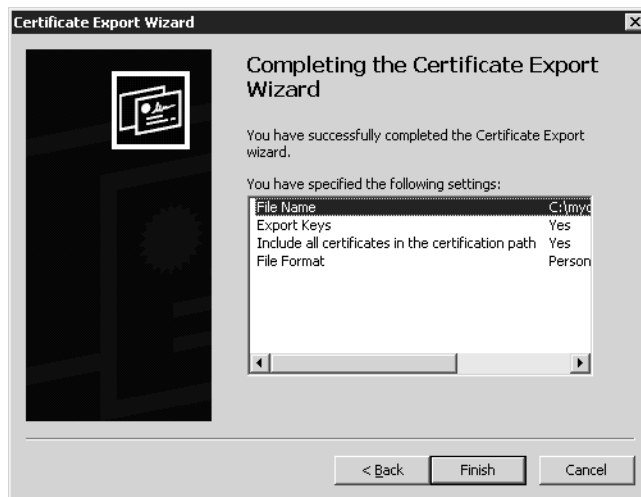 Certificate Export Wizard
Completing the Certificate Export
Wizard
You have successfully completed the Certificate Export
wizard.
You have specified the following settings:
File Name C:\myc
Export Keys Yes
Include all certificates in the certification path Yes
File Format Person
< Back Finish Cancel